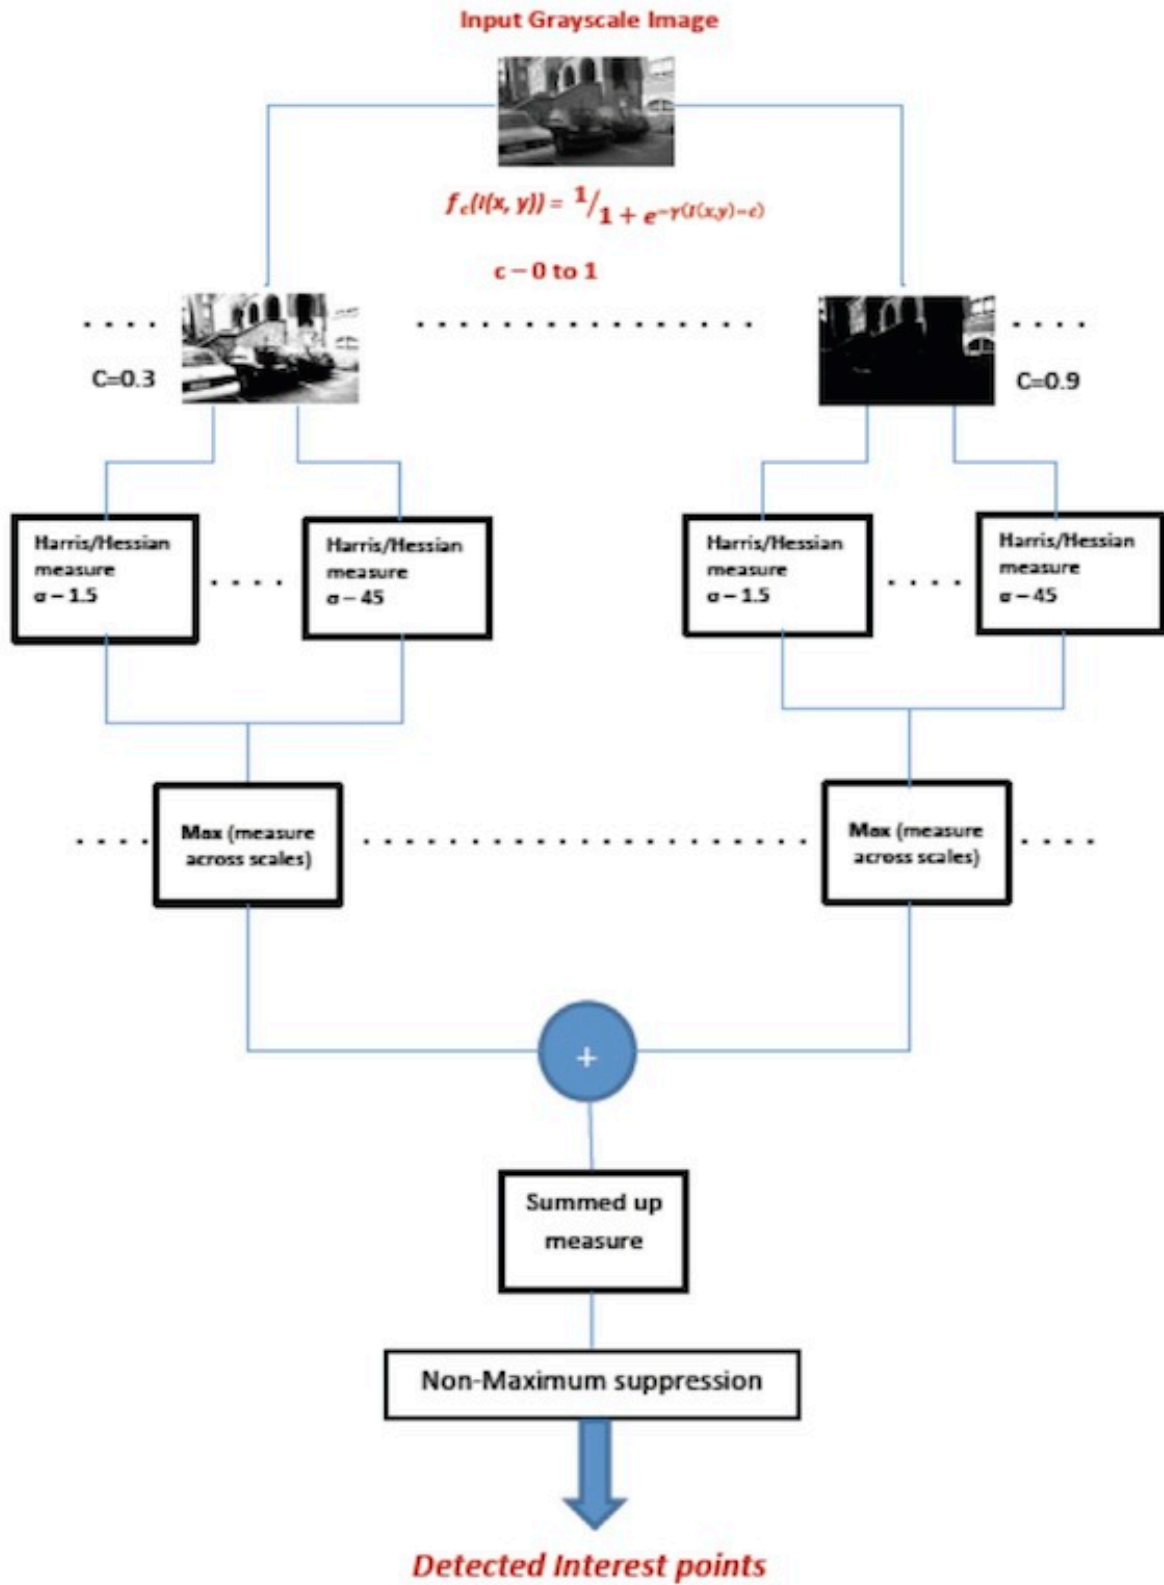 Input Grayscale Image
f_c(I(x, y)) = 1/1 + e^{-γ(I(x,y)-c)}
c – 0 to 1
C=0.3
C=0.9
Harris/Hessian
measure
σ – 1.5
Harris/Hessian
measure
σ – 45
Harris/Hessian
measure
σ – 1.5
Harris/Hessian
measure
σ – 45
Max (measure
across scales)
Max (measure
across scales)
+
Summed up
measure
Non-Maximum suppression
Detected Interest points